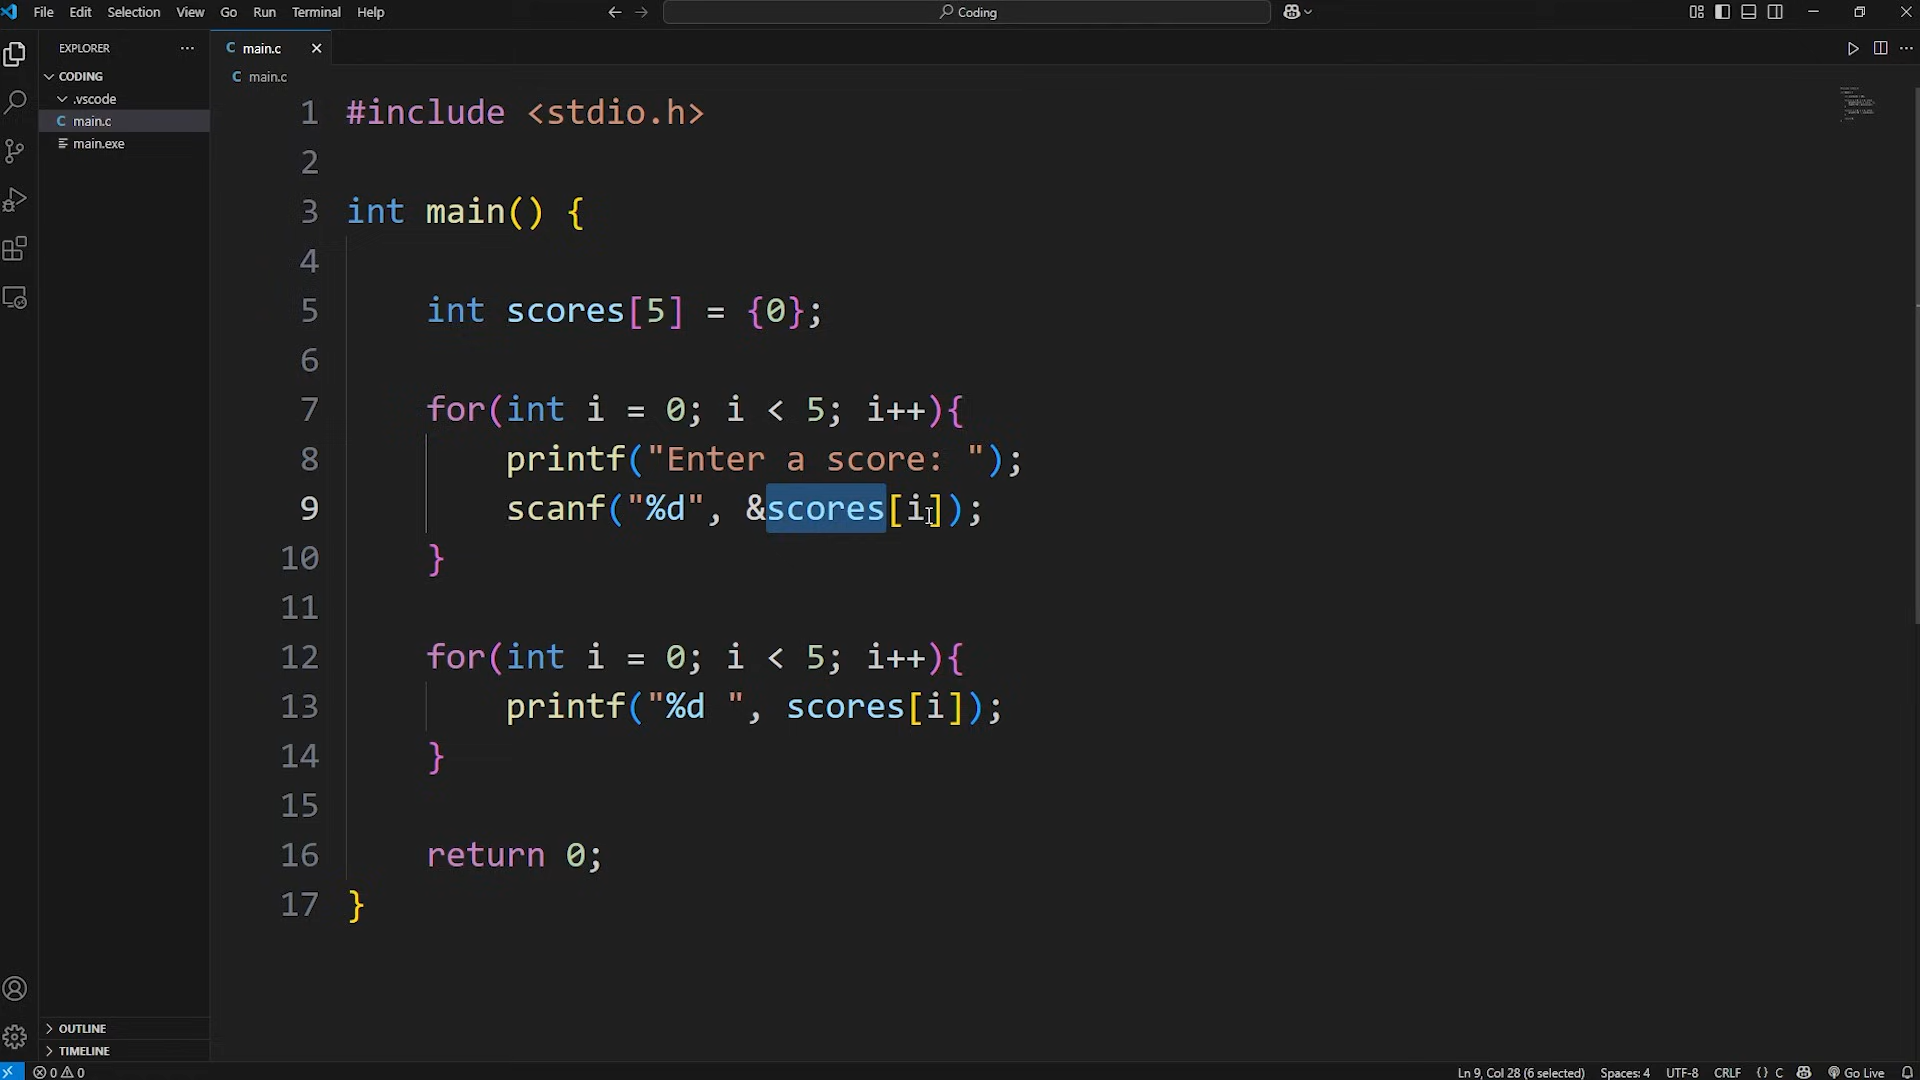 File Edit Selection View Go Run Terminal Help
Coding
EXPLORER
CODING
.vscode
C main.c
main.exe
OUTLINE
TIMELINE
C main.c
C main.c
1 #include <stdio.h>
2
3 int main() {
4
5     int scores[5] = {0};
6
7     for(int i = 0; i < 5; i++){
8         printf("Enter a score: ");
9         scanf("%d", &scores[i]);
10     }
11
12     for(int i = 0; i < 5; i++){
13         printf("%d ", scores[i]);
14     }
15
16     return 0;
17 }
0 0
Ln 9, Col 28 (6 selected) Spaces: 4 UTF-8 CRLF {} C Go Live